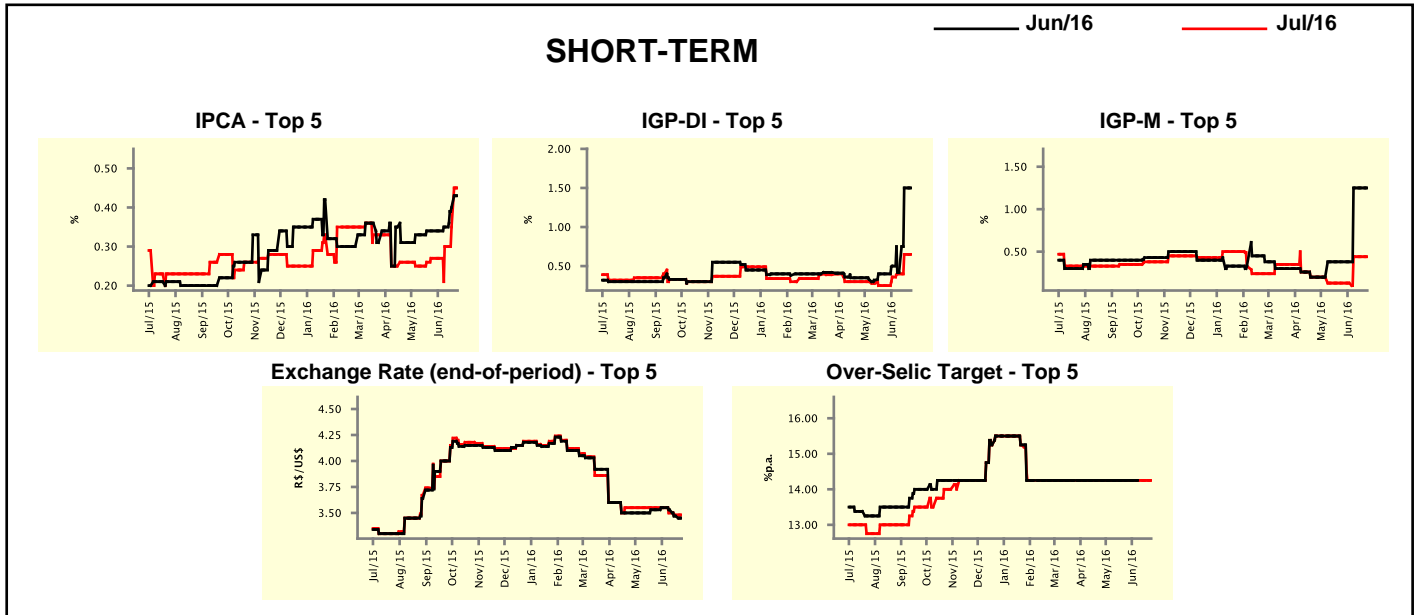 Jun/16 Jul/16
SHORT-TERM
IPCA - Top 5
0.50
0.40
0.30
0.20
%
Jul/15 Aug/15 Sep/15 Oct/15 Nov/15 Dec/15 Jan/16 Feb/16 Mar/16 Apr/16 May/16 Jun/16
IGP-DI - Top 5
2.00
1.50
1.00
0.50
%
Jul/15 Aug/15 Sep/15 Oct/15 Nov/15 Dec/15 Jan/16 Feb/16 Mar/16 Apr/16 May/16 Jun/16
IGP-M - Top 5
1.50
1.00
0.50
%
Jul/15 Aug/15 Sep/15 Oct/15 Nov/15 Dec/15 Jan/16 Feb/16 Mar/16 Apr/16 May/16 Jun/16
Exchange Rate (end-of-period) - Top 5
4.50
4.25
4.00
3.75
3.50
R$/US$
Jul/15 Aug/15 Sep/15 Oct/15 Nov/15 Dec/15 Jan/16 Feb/16 Mar/16 Apr/16 May/16 Jun/16
Over-Selic Target - Top 5
16.00
15.00
14.00
13.00
%p.a.
Jul/15 Aug/15 Sep/15 Oct/15 Nov/15 Dec/15 Jan/16 Feb/16 Mar/16 Apr/16 May/16 Jun/16